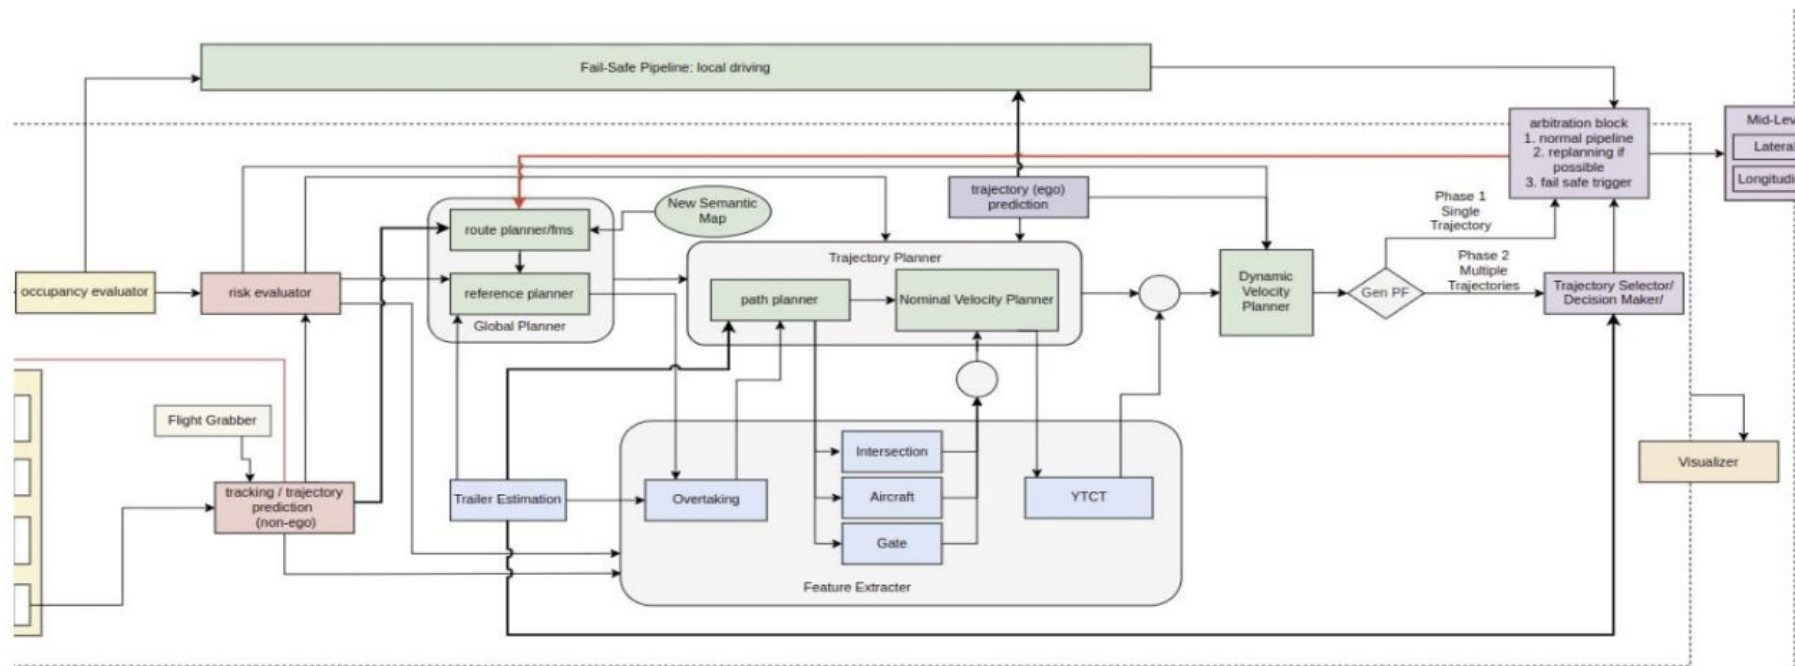 Fail-Safe Pipeline: local driving
arbitration block
1. normal pipeline
2. replanning if
possible
3. fail safe trigger
Mid-Lev
Lateral
Longitudi
trajectory (ego)
prediction
Phase 1
Single
Trajectory
New Semantic
Map
route planner/fms
reference planner
Global Planner
Trajectory Planner
path planner
Nominal Velocity Planner
Dynamic
Velocity
Planner
Gen PF
Phase 2
Multiple
Trajectories
Trajectory Selector/
Decision Maker/
occupancy evaluator
risk evaluator
Flight Grabber
tracking / trajectory
prediction
(non-ego)
Trailer Estimation
Overtaking
Intersection
Aircraft
Gate
YTCT
Feature Extracter
Visualizer